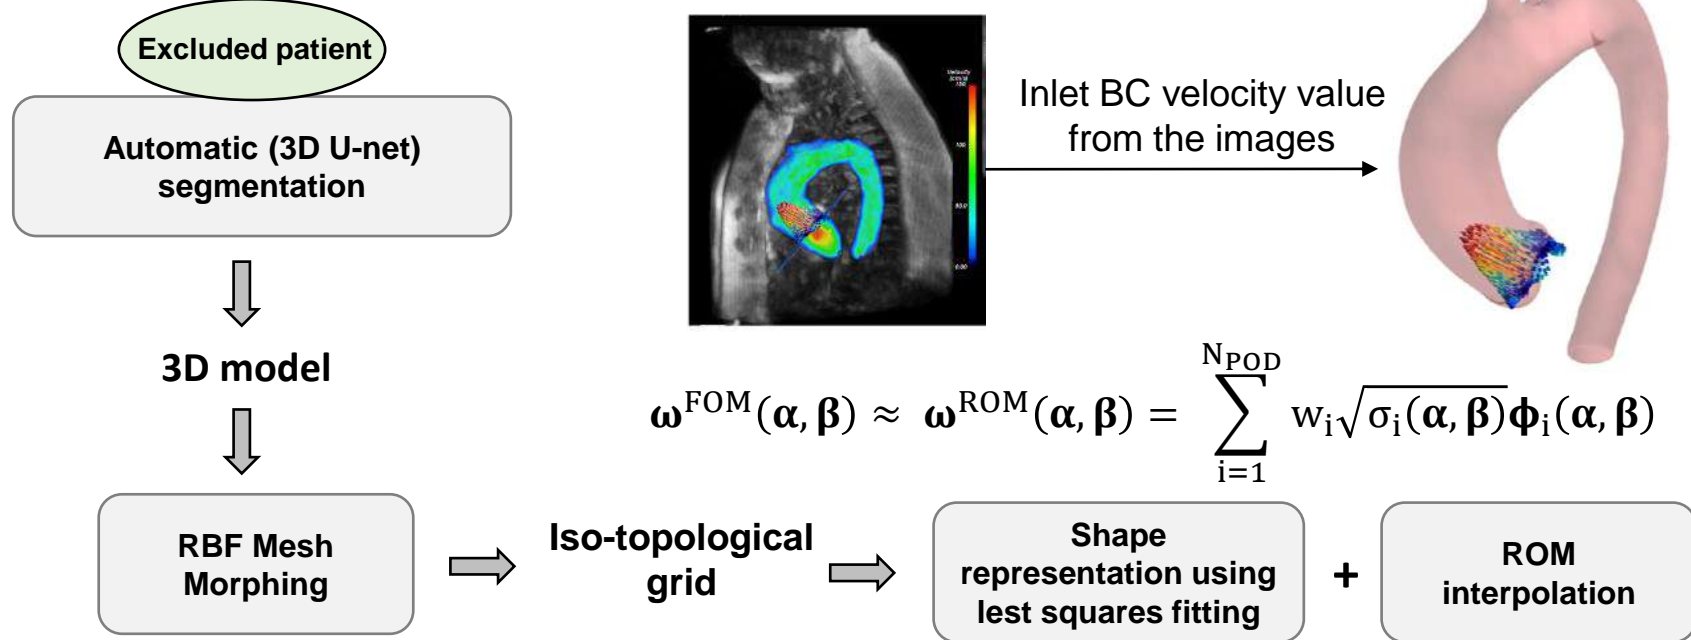 Excluded patient
Automatic (3D U-net)
segmentation
3D model
RBF Mesh
Morphing
Iso-topological
grid
Shape
representation using
lest squares fitting
+
ROM
interpolation
Velocity
Inlet BC velocity value
from the images
𝛚^FOM(𝛂, 𝛃) ≈ 𝛚^ROM(𝛂, 𝛃) = ∑_{i=1}^{N_POD} w_i√σ_i(𝛂, 𝛃)𝛟_i(𝛂, 𝛃)